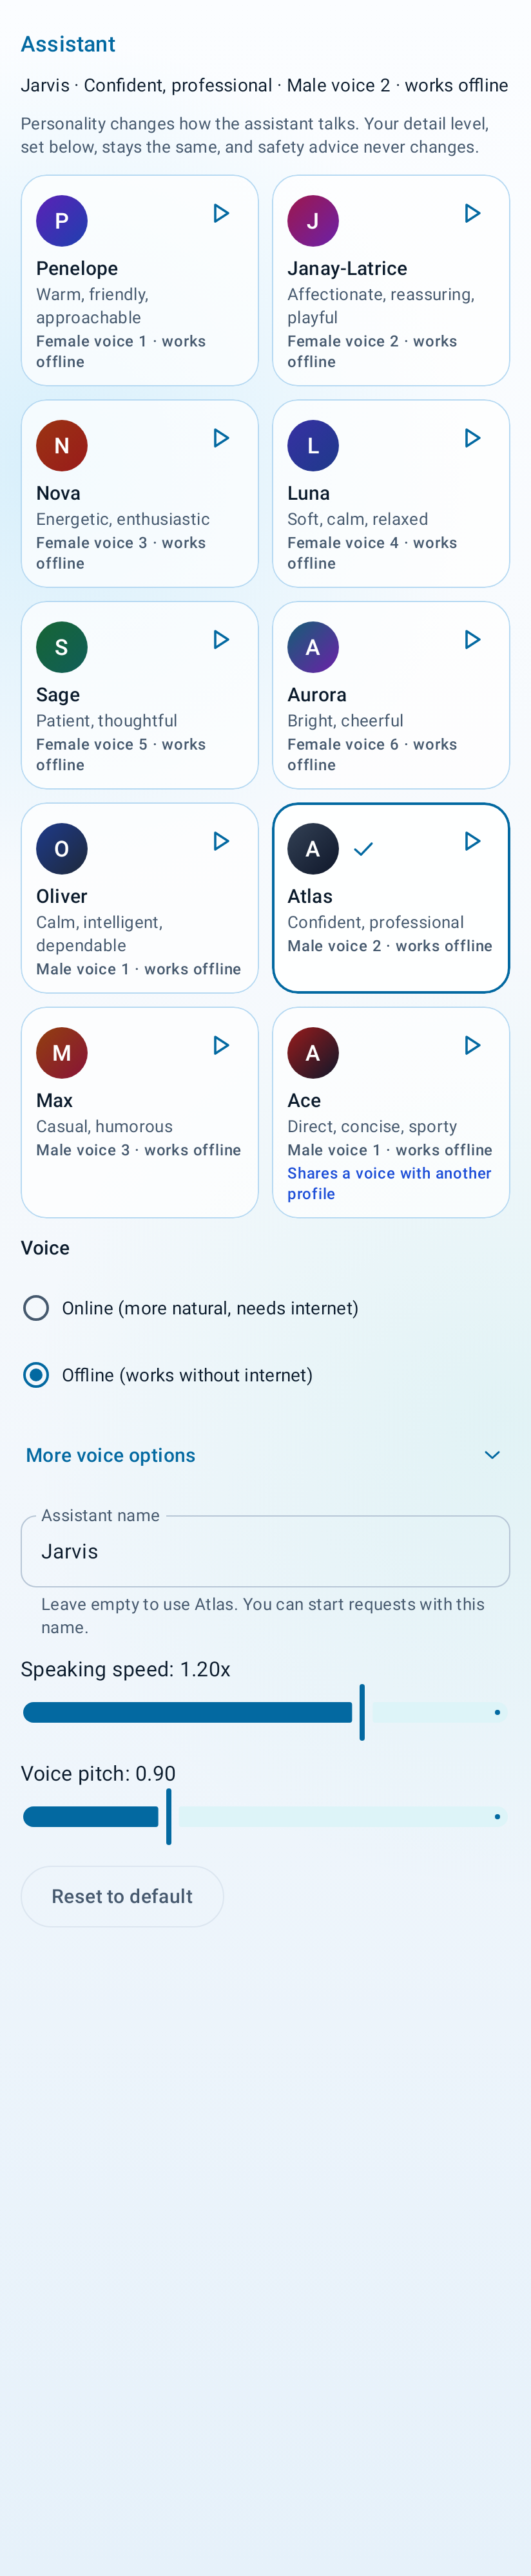 Assistant
Jarvis · Confident, professional · Male voice 2 · works offline
Personality changes how the assistant talks. Your detail level,
set below, stays the same, and safety advice never changes.
P
Penelope
Warm, friendly,
approachable
Female voice 1 · works
offline
J
Janay-Latrice
Affectionate, reassuring,
playful
Female voice 2 · works
offline
N
Nova
Energetic, enthusiastic
Female voice 3 · works
offline
L
Luna
Soft, calm, relaxed
Female voice 4 · works
offline
S
Sage
Patient, thoughtful
Female voice 5 · works
offline
A
Aurora
Bright, cheerful
Female voice 6 · works
offline
O
Oliver
Calm, intelligent,
dependable
Male voice 1 · works offline
A
Atlas
Confident, professional
Male voice 2 · works offline
M
Max
Casual, humorous
Male voice 3 · works offline
A
Ace
Direct, concise, sporty
Male voice 1 · works offline
Shares a voice with another
profile
Voice
Online (more natural, needs internet)
Offline (works without internet)
More voice options
Assistant name
Jarvis
Leave empty to use Atlas. You can start requests with this
name.
Speaking speed: 1.20x
Voice pitch: 0.90
Reset to default